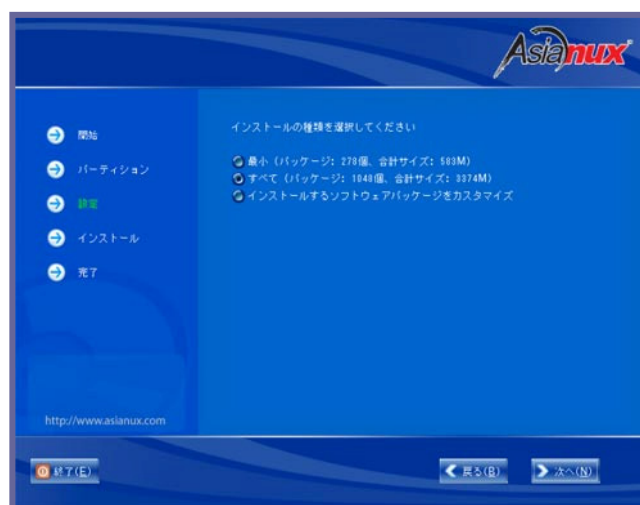 Asianux
開始
パーティション
設定
インストール
完了
http://www.asianux.com
インストールの種類を選択してください
最小（パッケージ: 278個、合計サイズ: 583M）
すべて（パッケージ: 1040個、合計サイズ: 3374M）
インストールするソフトウェアパッケージをカスタマイズ
終了(E)
戻る(B)
次へ(N)